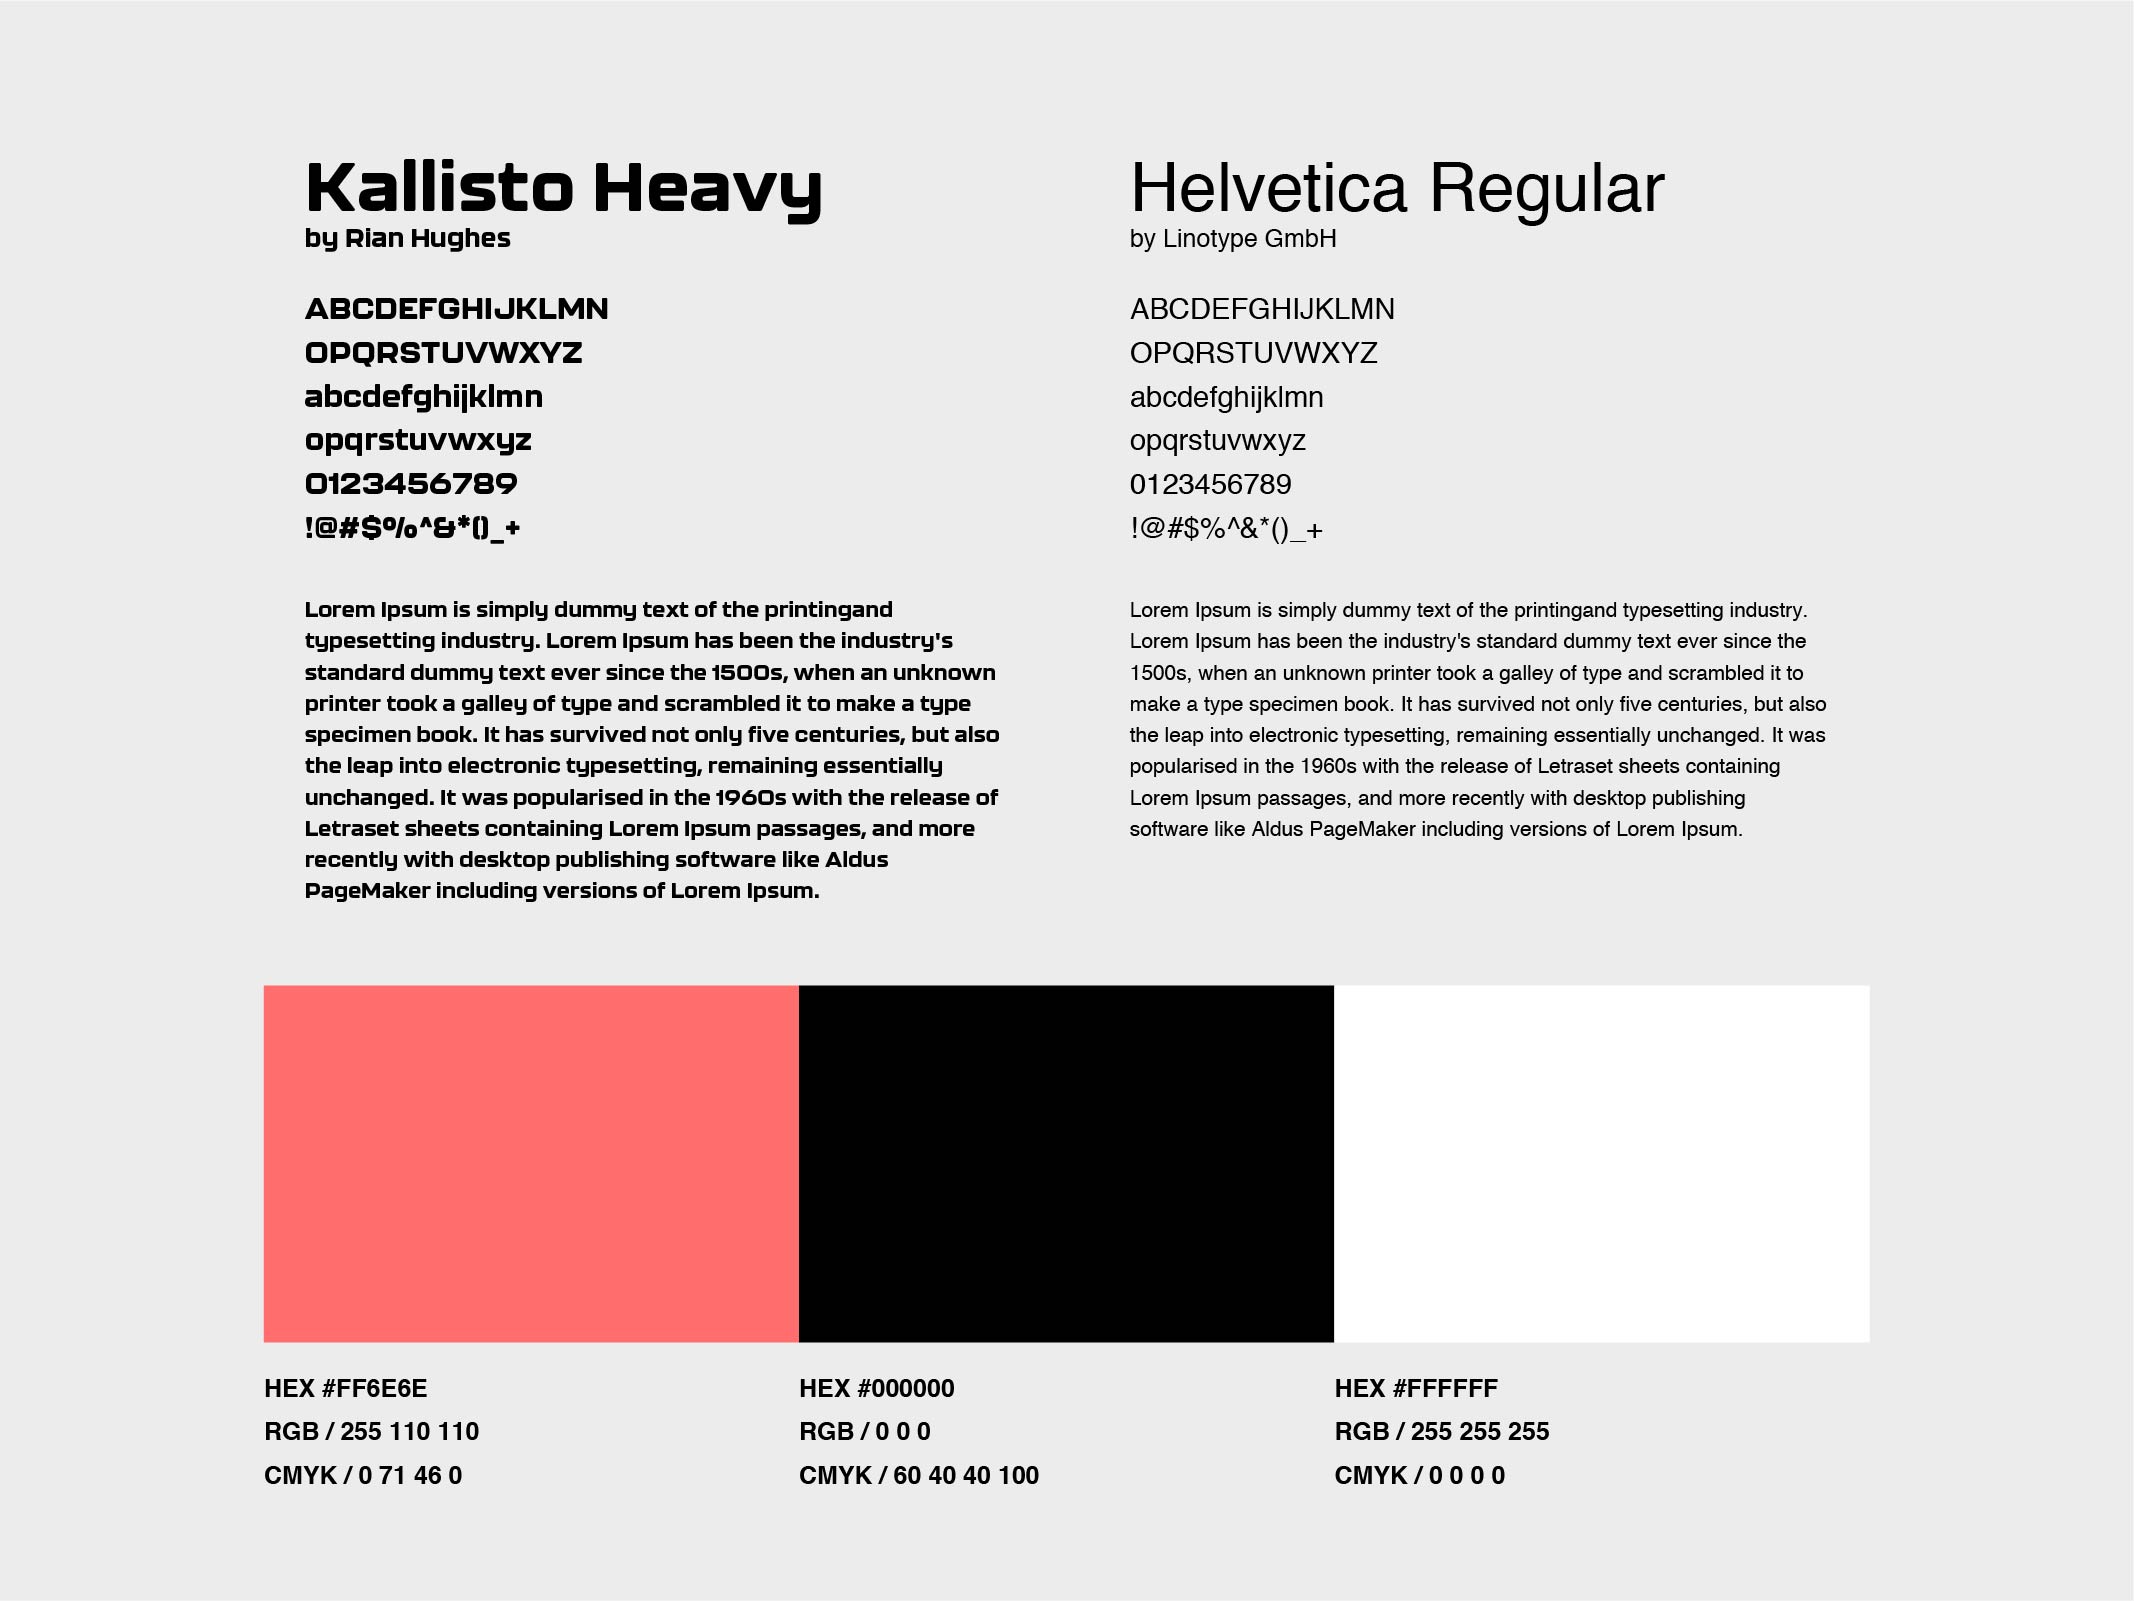 Kallisto Heavy
by Rian Hughes
ABCDEFGHIJKLMN
OPQRSTUVWXYZ
abcdefghijklmn
opqrstuvwxyz
0123456789
!@#$%^&*()_+
Lorem Ipsum is simply dummy text of the printingand
typesetting industry. Lorem Ipsum has been the industry's
standard dummy text ever since the 1500s, when an unknown
printer took a galley of type and scrambled it to make a type
specimen book. It has survived not only five centuries, but also
the leap into electronic typesetting, remaining essentially
unchanged. It was popularised in the 1960s with the release of
Letraset sheets containing Lorem Ipsum passages, and more
recently with desktop publishing software like Aldus
PageMaker including versions of Lorem Ipsum.
Helvetica Regular
by Linotype GmbH
ABCDEFGHIJKLMN
OPQRSTUVWXYZ
abcdefghijklmn
opqrstuvwxyz
0123456789
!@#$%^&*()_+
Lorem Ipsum is simply dummy text of the printingand typesetting industry.
Lorem Ipsum has been the industry's standard dummy text ever since the
1500s, when an unknown printer took a galley of type and scrambled it to
make a type specimen book. It has survived not only five centuries, but also
the leap into electronic typesetting, remaining essentially unchanged. It was
popularised in the 1960s with the release of Letraset sheets containing
Lorem Ipsum passages, and more recently with desktop publishing
software like Aldus PageMaker including versions of Lorem Ipsum.
HEX #FF6E6E
RGB / 255 110 110
CMYK / 0 71 46 0
HEX #000000
RGB / 0 0 0
CMYK / 60 40 40 100
HEX #FFFFFF
RGB / 255 255 255
CMYK / 0 0 0 0